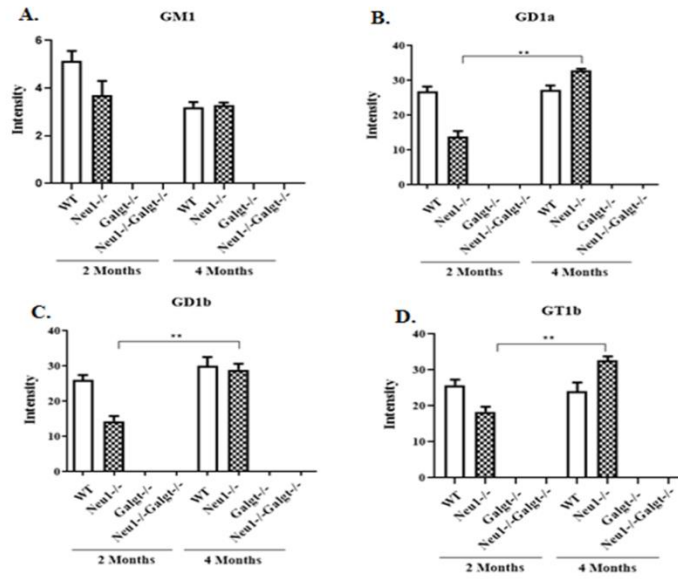 A.
GM1
Intensity
6
4
2
0
WT
Neu1-/-
Galgt-/-
Neu1-/-Galgt-/-
WT
Neu1-/-
Galgt-/-
Neu1-/-Galgt-/-
2 Months
4 Months
B.
GD1a
**
Intensity
40
30
20
10
0
WT
Neu1-/-
Galgt-/-
Neu1-/-Galgt-/-
WT
Neu1-/-
Galgt-/-
Neu1-/-Galgt-/-
2 Months
4 Months
C.
GD1b
**
Intensity
40
30
20
10
0
WT
Neu1-/-
Galgt-/-
Neu1-/-Galgt-/-
WT
Neu1-/-
Galgt-/-
Neu1-/-Galgt-/-
2 Months
4 Months
D.
GT1b
**
Intensity
40
30
20
10
0
WT
Neu1-/-
Galgt-/-
Neu1-/-Galgt-/-
WT
Neu1-/-
Galgt-/-
Neu1-/-Galgt-/-
2 Months
4 Months